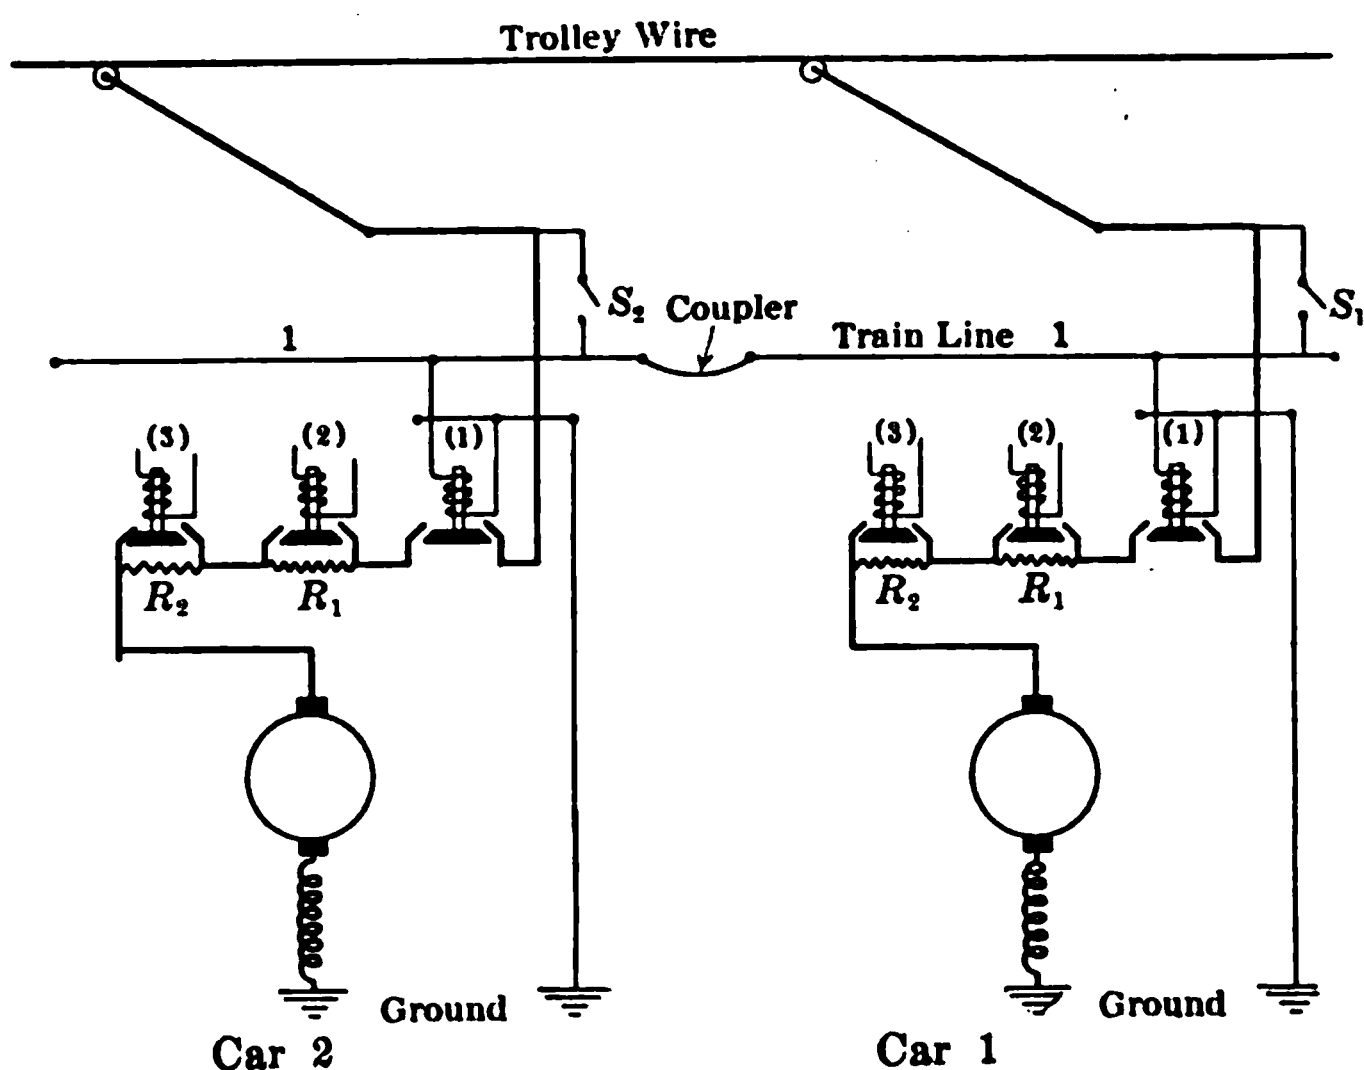 Trolley Wire
S₂ Coupler
S₁
1
Train Line 1
(3) (2) (1)
(3) (2) (1)
R₂ R₁
R₂ R₁
Ground
Ground
Car 2
Car 1